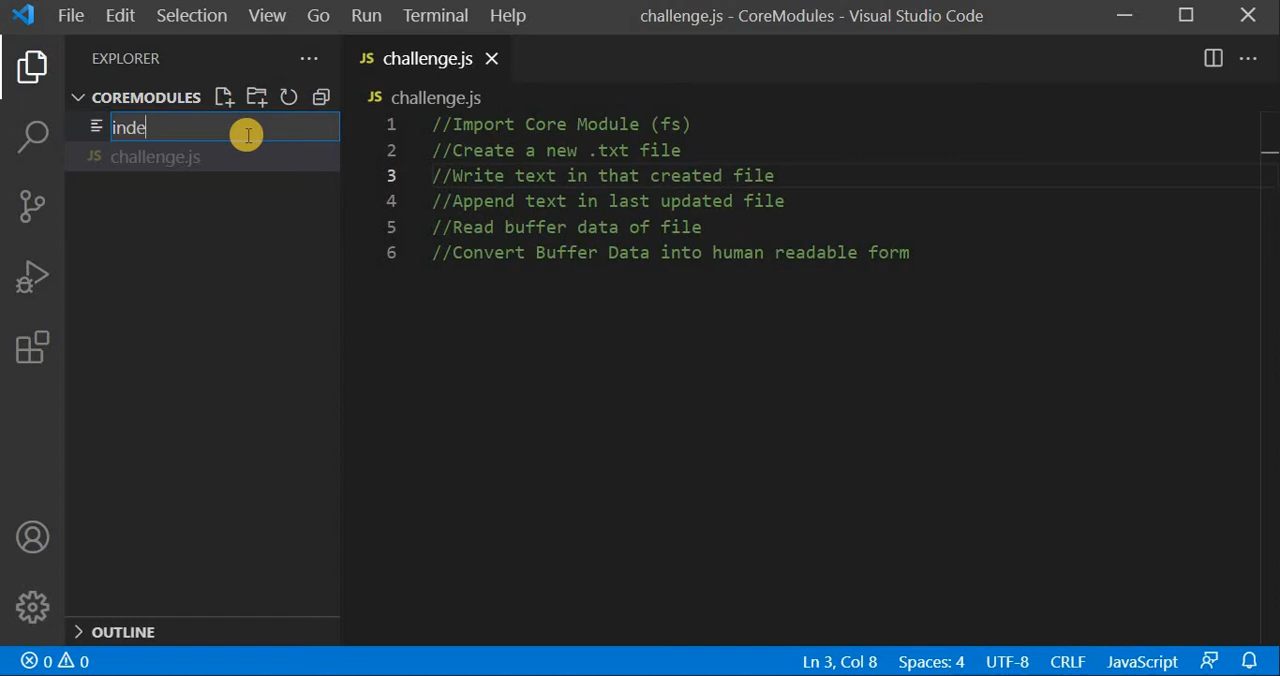 File Edit Selection View Go Run Terminal Help challenge.js - CoreModules - Visual Studio Code
EXPLORER
JS challenge.js
COREMODULES
JS challenge.js
inde
JS challenge.js
1 //Import Core Module (fs)
2 //Create a new .txt file
3 //Write text in that created file
4 //Append text in last updated file
5 //Read buffer data of file
6 //Convert Buffer Data into human readable form
OUTLINE
0 0 Ln 3, Col 8 Spaces: 4 UTF-8 CRLF JavaScript